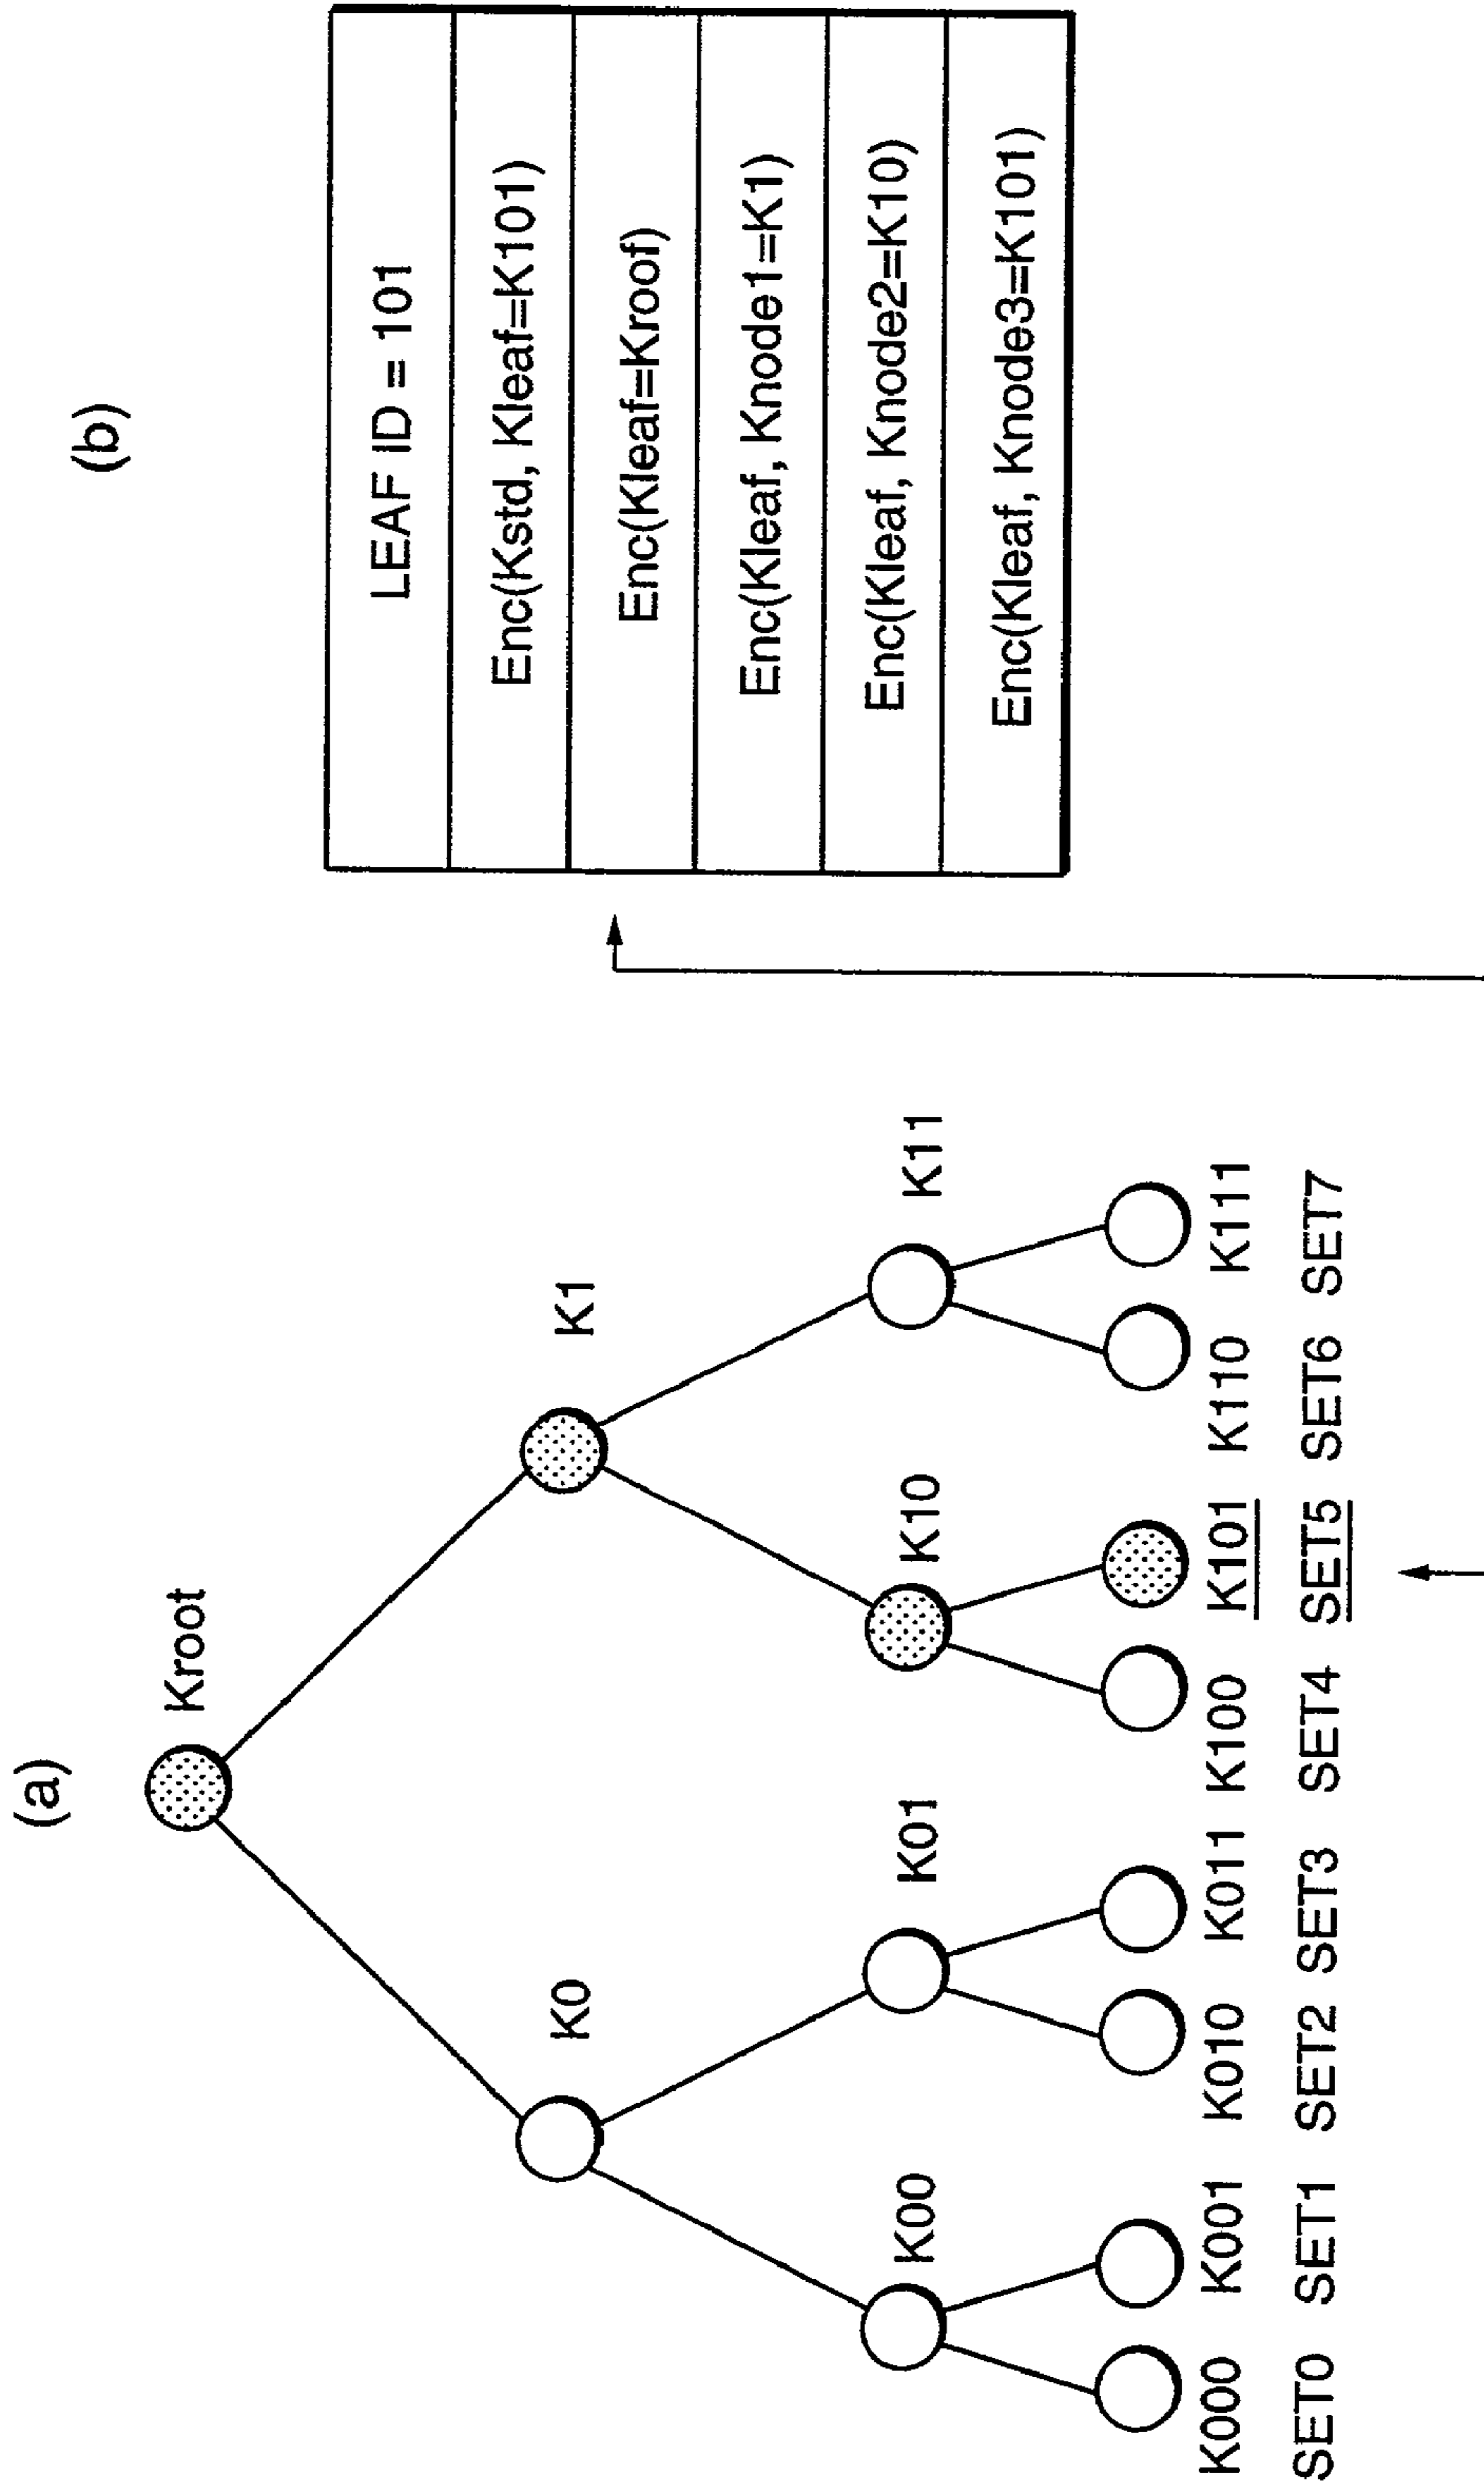 (a)
Kroot
K0
K1
K00
K01
K10
K11
K000 K001 K010 K011 K100 K101 K110 K111
SET0 SET1 SET2 SET3 SET4 SET5 SET6 SET7
(b)
LEAF ID = 101
Enc(Kstd, Kleaf=K101)
Enc(Kleaf=Kroof)
Enc(Kleaf, Knode1=K1)
Enc(Kleaf, Knode2=K10)
Enc(Kleaf, Knode3=K101)